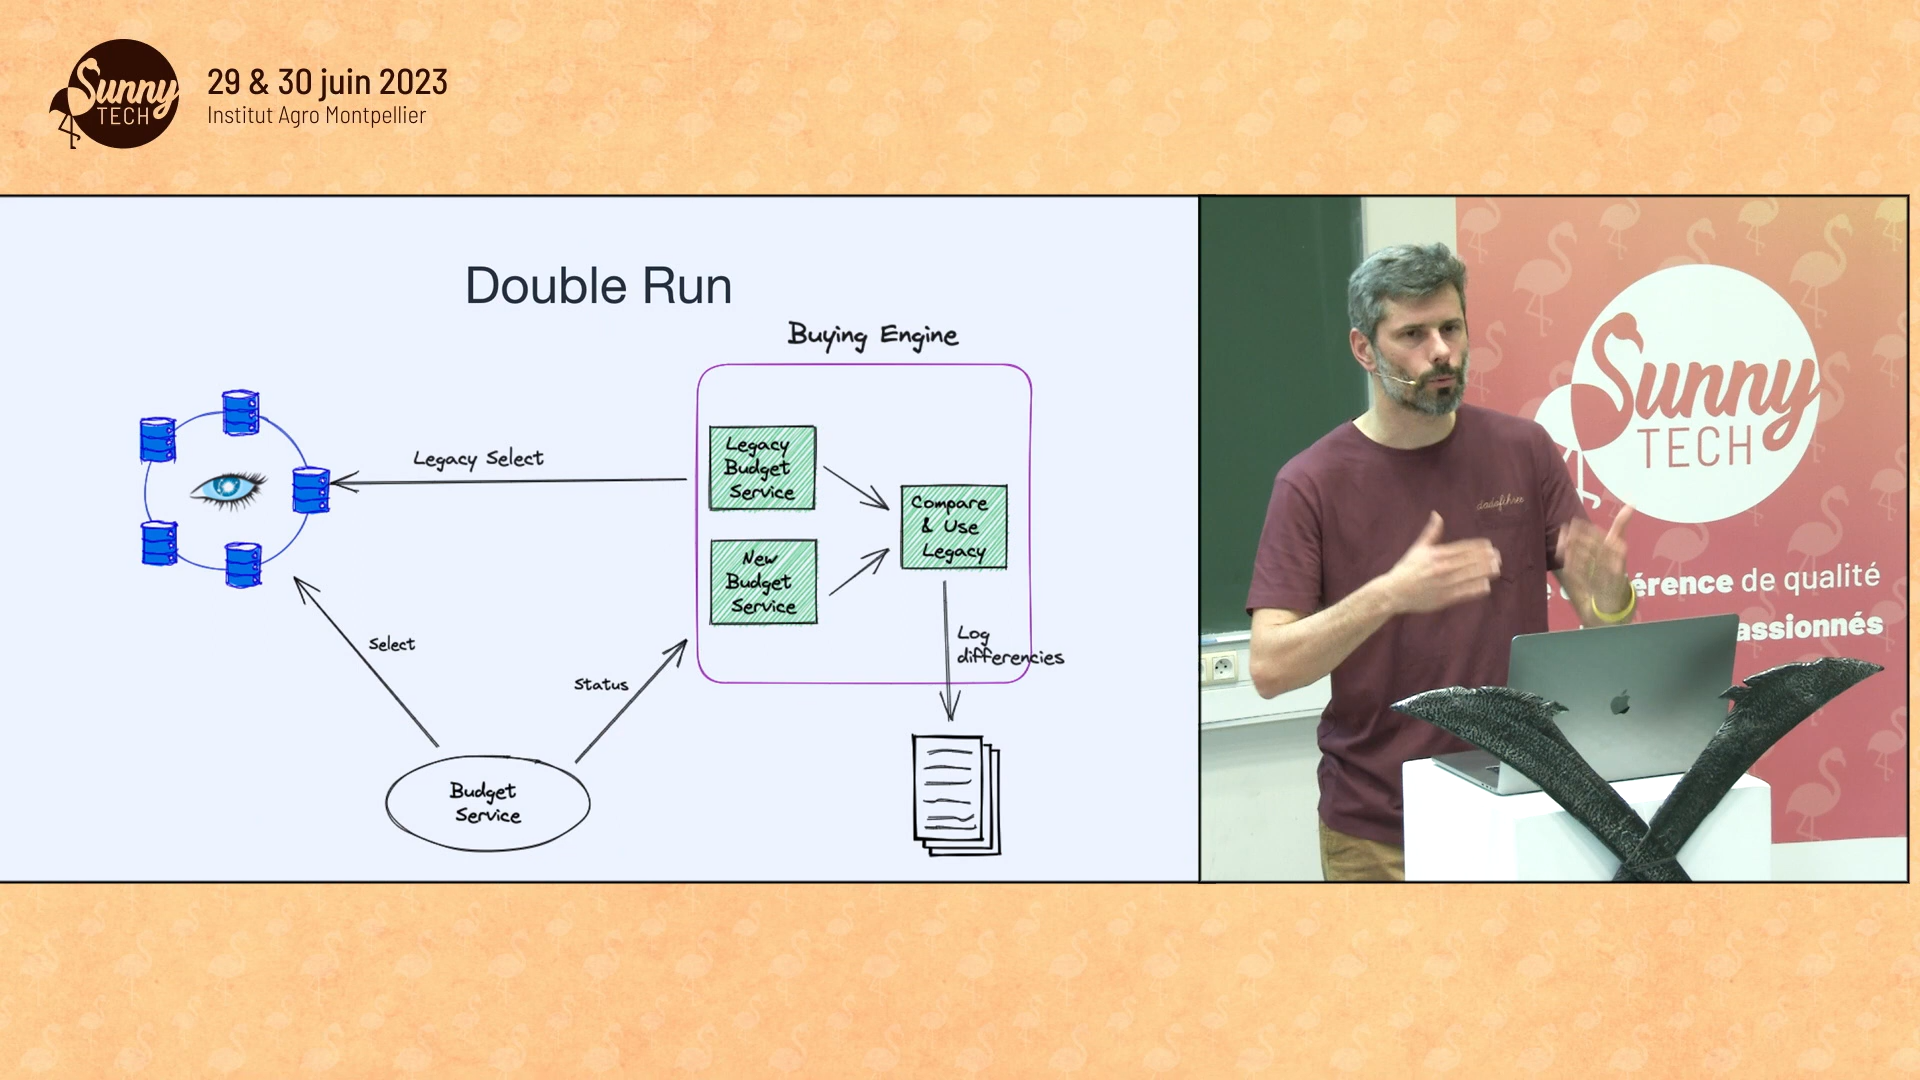 Sunny
TECH
29 & 30 juin 2023
Institut Agro Montpellier
Double Run
Buying Engine
Legacy Select
Legacy
Budget
Service
New
Budget
Service
Compare
& Use
Legacy
Log
differencies
Select
Status
Budget
Service
Sunny
TECH
érence de qualité
assionnés